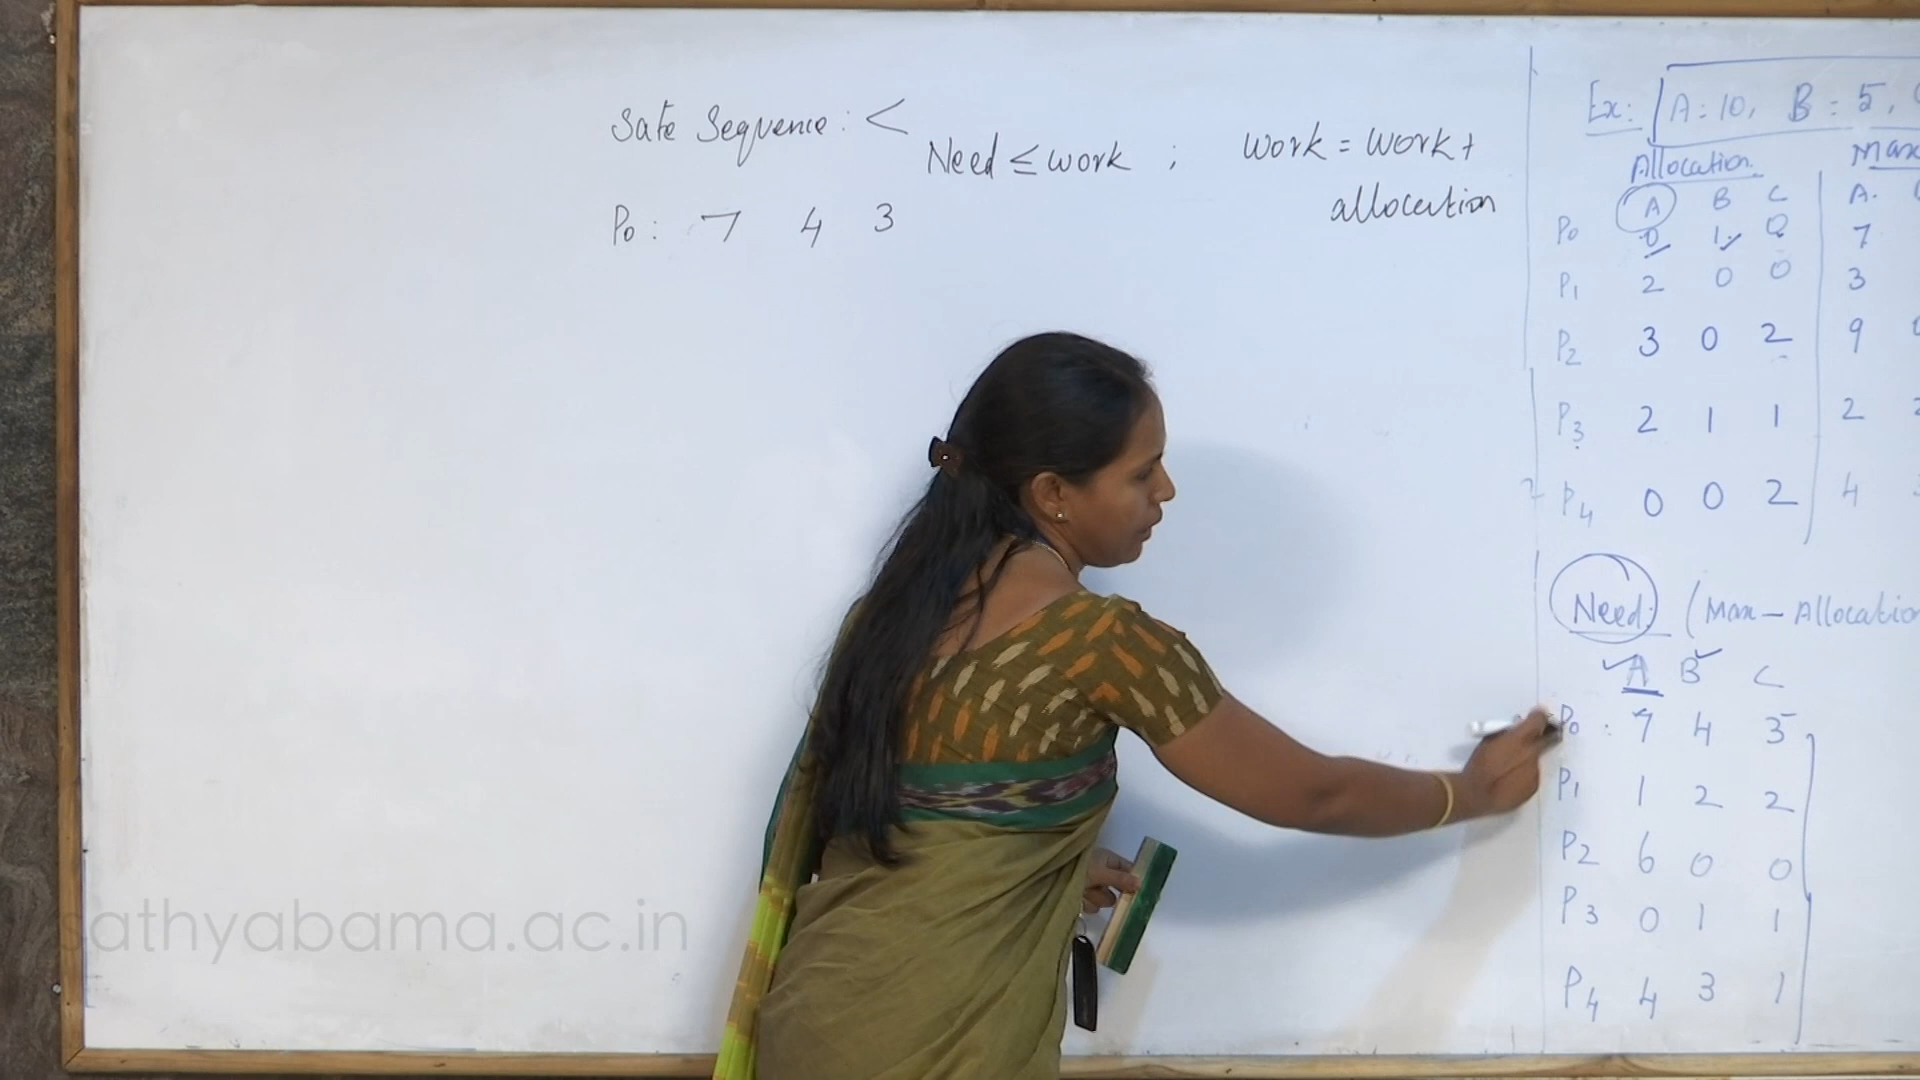 Safe Sequence : <
Need ≤ work ; work = work +
allocation
P0 : 7 4 3
Ex: A = 10, B = 5,
Allocation Max
A B C A.
P0 0 1 0 7
P1 2 0 0 3
P2 3 0 2 9
P3 2 1 1 2
P4 0 0 2 4
Need: (Max - Allocation
A B C
P0 : 7 4 3
P1 1 2 2
P2 6 0 0
P3 0 1 1
P4 4 3 1
sathyabama.ac.in